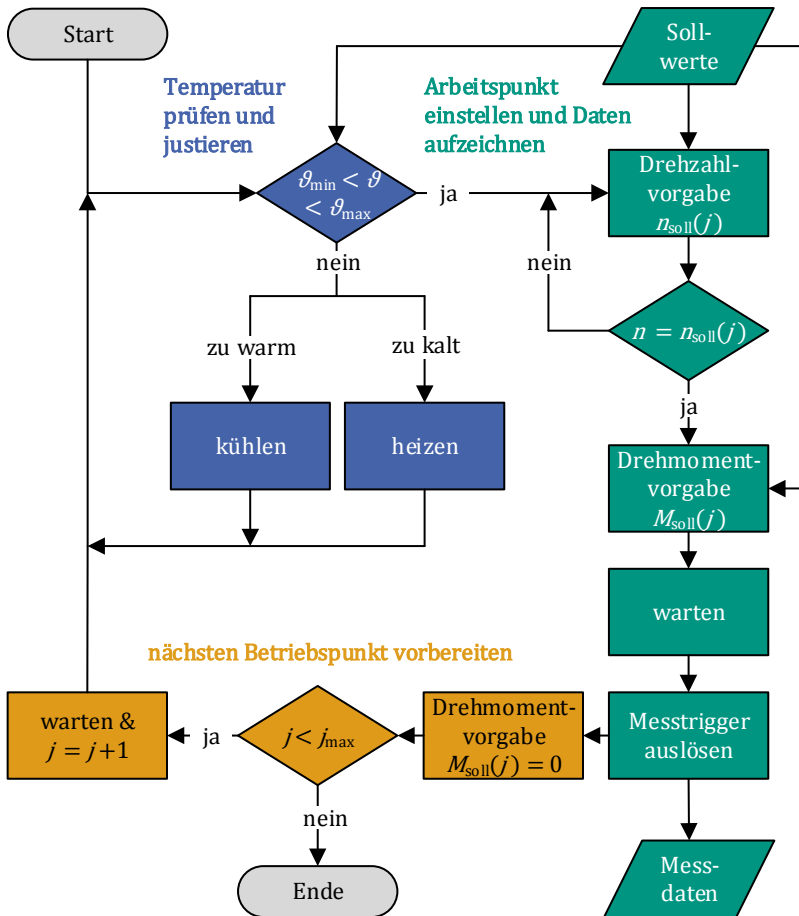 Start
Soll-
werte
Temperatur
prüfen und
justieren
Arbeitspunkt
einstellen und Daten
aufzeichnen
ϑmin < ϑ
< ϑmax
ja
Drehzahl-
vorgabe
nsoll(j)
nein
nein
n = nsoll(j)
zu warm
zu kalt
ja
kühlen
heizen
Drehmoment-
vorgabe
Msoll(j)
warten
nächsten Betriebspunkt vorbereiten
warten &
j = j+1
ja
j < jmax
Drehmoment-
vorgabe
Msoll(j) = 0
Messtrigger
auslösen
nein
Ende
Mess-
daten